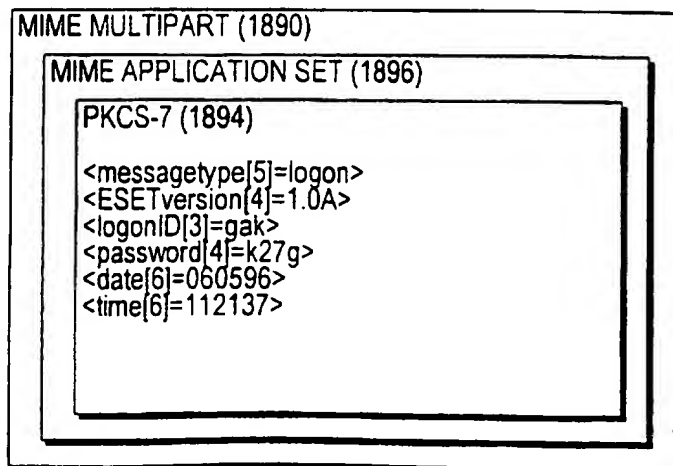 MIME MULTIPART (1890)
MIME APPLICATION SET (1896)
PKCS-7 (1894)
<messagetype[5]=logon>
<ESETversion[4]=1.0A>
<logonID[3]=gak>
<password[4]=k27g>
<date[6]=060596>
<time[6]=112137>